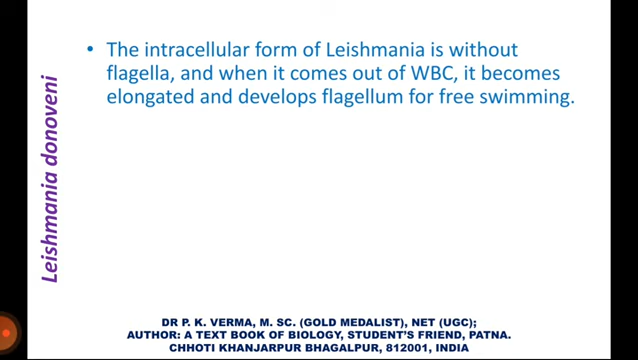 • The intracellular form of Leishmania is without
flagella, and when it comes out of WBC, it becomes
elongated and develops flagellum for free swimming.
Leishmania donoveni
DR P. K. VERMA, M. SC. (GOLD MEDALIST), NET (UGC);
AUTHOR: A TEXT BOOK OF BIOLOGY, STUDENT'S FRIEND, PATNA.
CHHOTI KHANJARPUR BHAGALPUR, 812001, INDIA